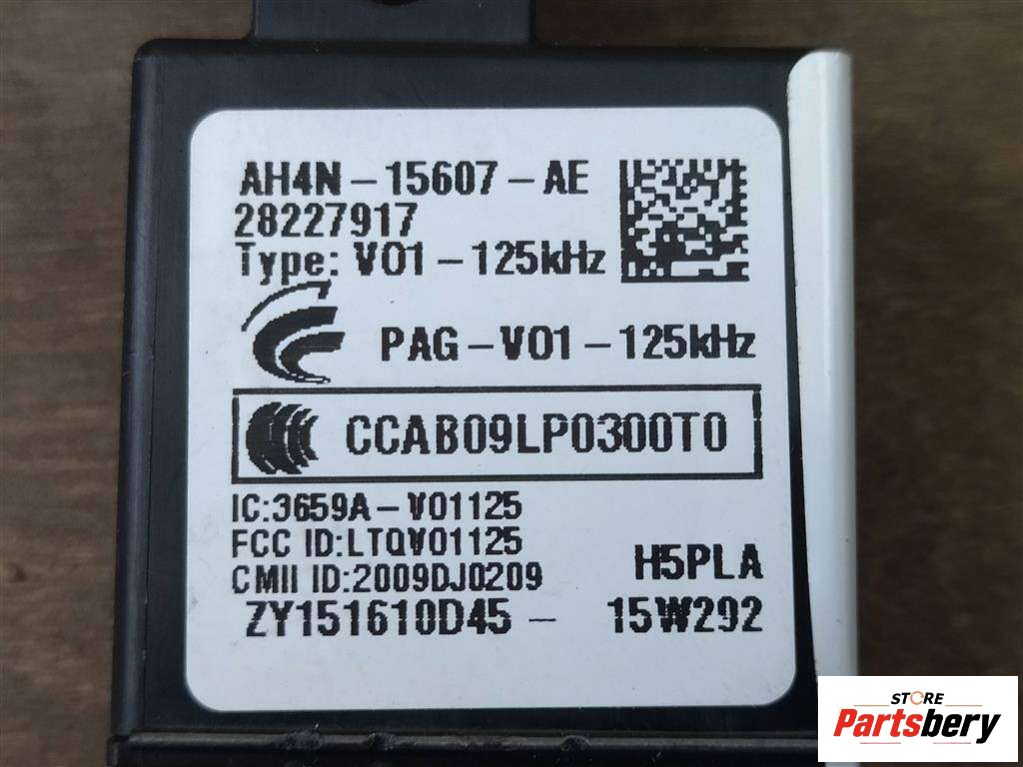 AH4N-15607-AE
28227917
Type: V01-125kHz
PAG-V01-125kHz
CCAB09LP0300T0
IC:3659A-V01125
FCC ID:LTQV01125
CMII ID:2009DJ0209
H5PLA
ZY151610D45- 15W292
STORE
Partsbery